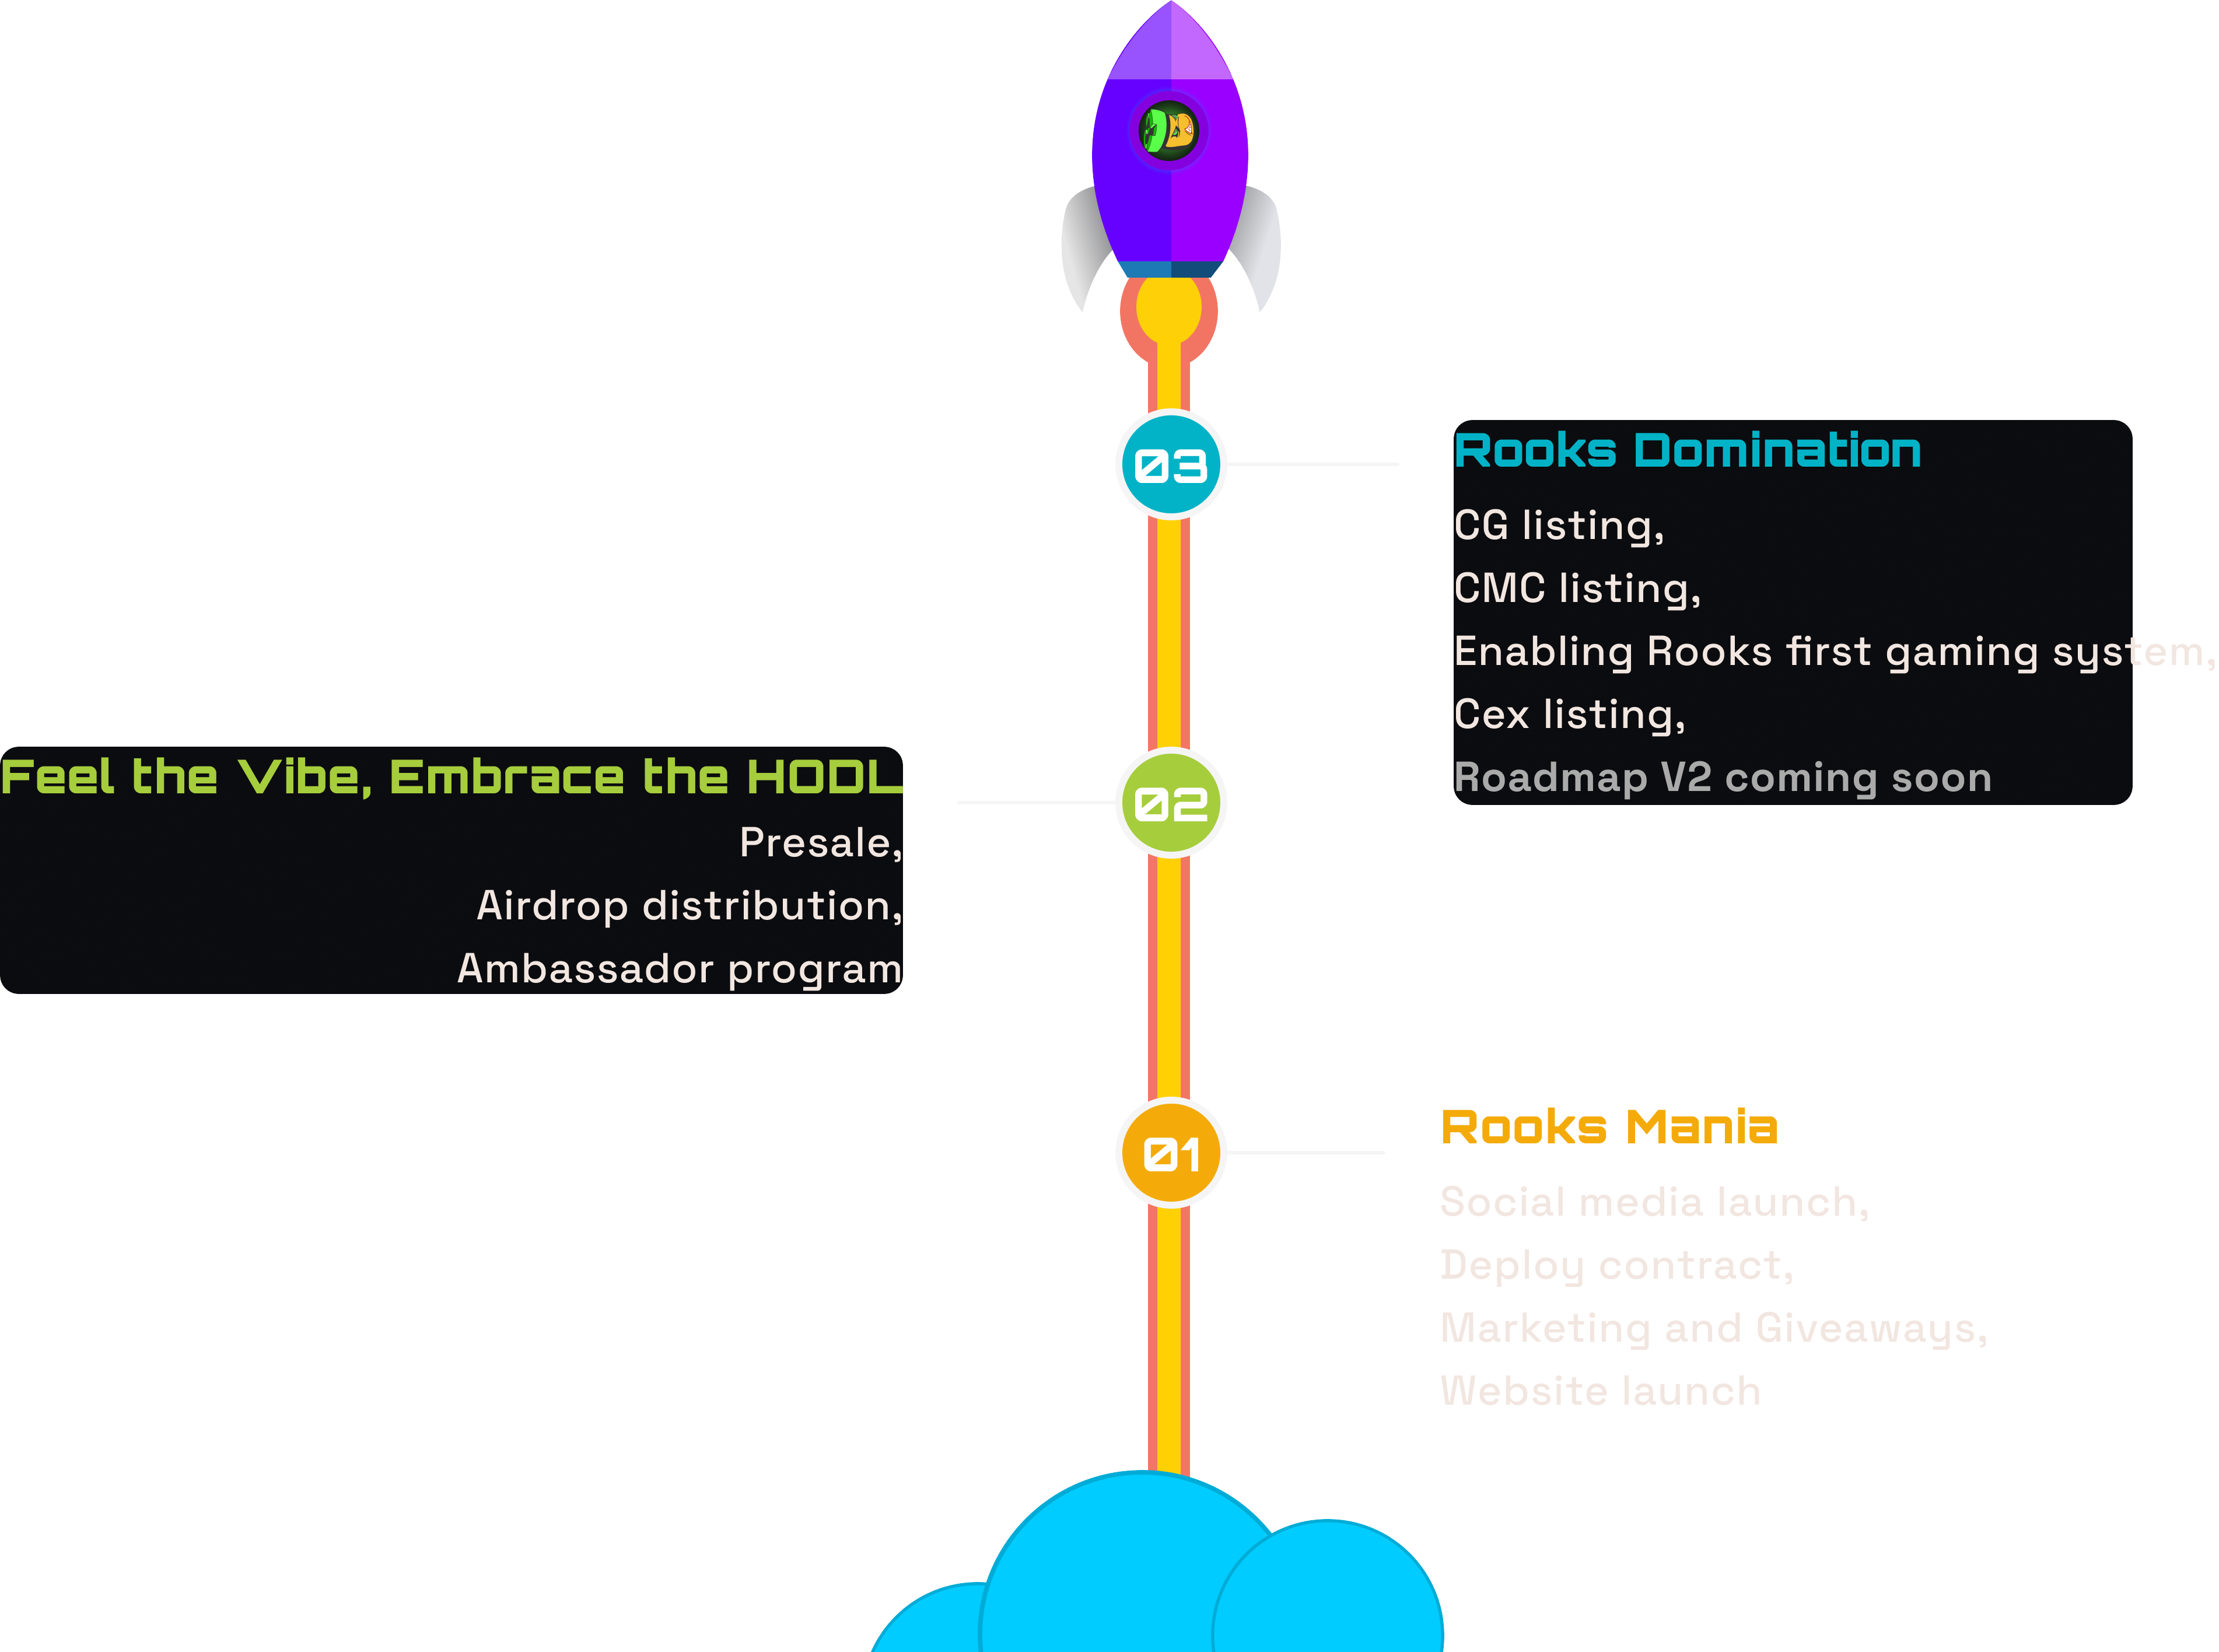 03
Rooks Domination
CG listing,
CMC listing,
Enabling Rooks first gaming system,
Cex listing,
Roadmap V2 coming soon
02
Feel the Vibe, Embrace the HODL
Presale,
Airdrop distribution,
Ambassador program
01
Rooks Mania
Social media launch,
Deploy contract,
Marketing and Giveaways,
Website launch